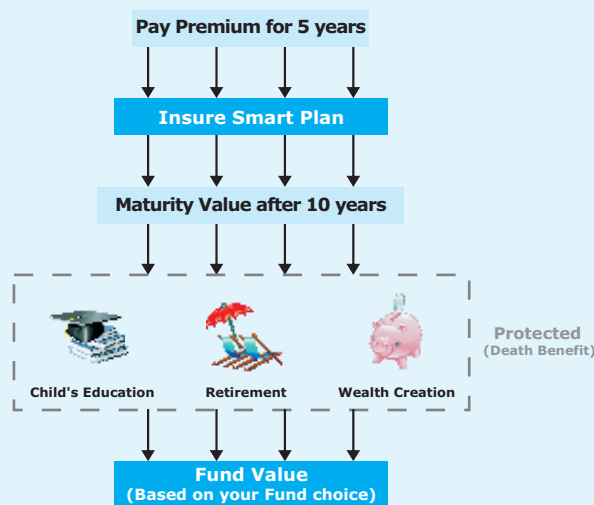 Pay Premium for 5 years
Insure Smart Plan
Maturity Value after 10 years
Protected
(Death Benefit)
Child's Education
Retirement
Wealth Creation
Fund Value
(Based on your Fund choice)